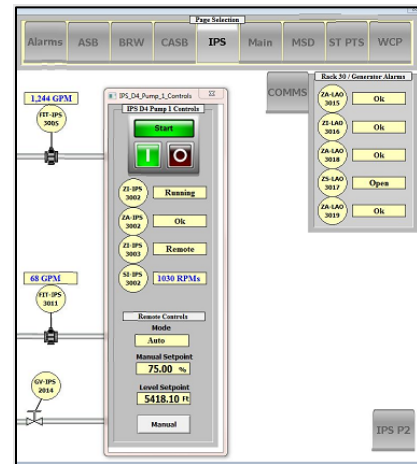 Page Selection
Alarms ASB BRW CASB IPS Main MSD ST PTS WCP
COMMS
Rack 30 / Generator Alarms
ZA-LAO
3015
Ok
ZI-LAO
3016
Ok
ZA-LAO
3018
Ok
ZS-LAO
3017
Open
ZA-LAO
3019
Ok
1,244 GPM
FIT-IPS
3005
68 GPM
FIT-IPS
3011
GV-IPS
2014
IPS_D4_Pump_1_Controls
IPS D4 Pump 1 Controls
Start
ZI-IPS
3002
Running
ZA-IPS
3002
Ok
ZI-IPS
3003
Remote
SI-IPS
3002
1030 RPMs
Remote Controls
Mode
Auto
Manual Setpoint
75.00 %
Level Setpoint
5418.10 Ft
Manual
IPS P2